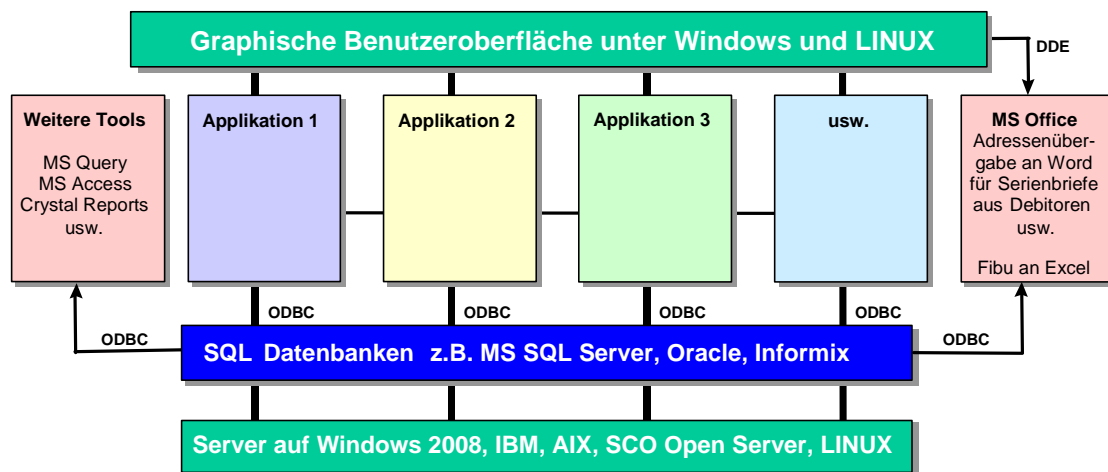 Graphische Benutzeroberfläche unter Windows und LINUX
DDE
Weitere Tools
MS Query
MS Access
Crystal Reports
usw.
Applikation 1
Applikation 2
Applikation 3
usw.
MS Office
Adressenüber-
gabe an Word
für Serienbriefe
aus Debitoren
usw.
Fibu an Excel
ODBC
ODBC
ODBC
ODBC
ODBC
ODBC
SQL Datenbanken z.B. MS SQL Server, Oracle, Informix
Server auf Windows 2008, IBM, AIX, SCO Open Server, LINUX